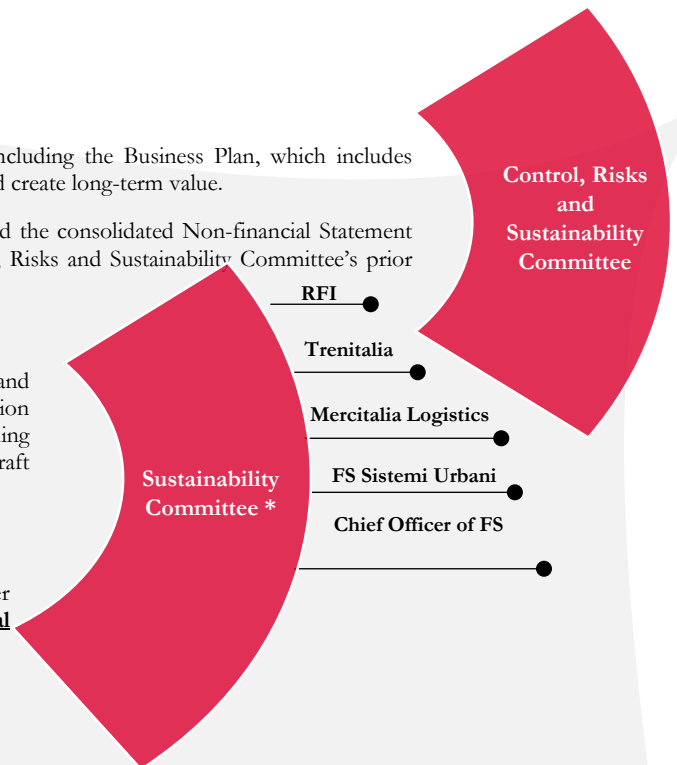 ncluding the Business Plan, which includes
d create long-term value.
d the consolidated Non-financial Statement
, Risks and Sustainability Committee's prior
Control, Risks
and
Sustainability
Committee
RFI
Trenitalia
Mercitalia Logistics
FS Sistemi Urbani
Chief Officer of FS
and
ion
ing
raft
Sustainability
Committee *
er
al